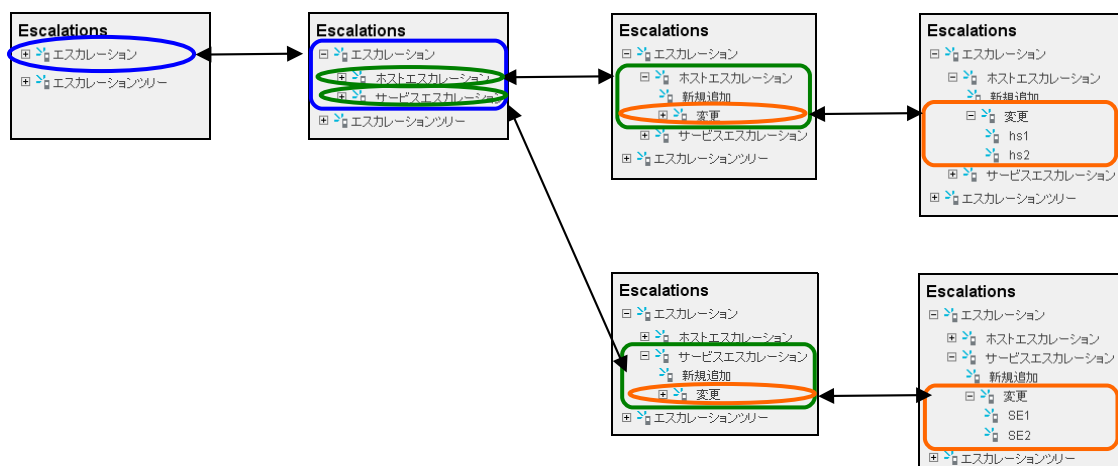 Escalations
エスカレーション
エスカレーションツリー
Escalations
エスカレーション
ホストエスカレーション
サービスエスカレーション
エスカレーションツリー
Escalations
エスカレーション
ホストエスカレーション
新規追加
変更
サービスエスカレーション
エスカレーションツリー
Escalations
エスカレーション
ホストエスカレーション
新規追加
変更
hs1
hs2
サービスエスカレーション
エスカレーションツリー
Escalations
エスカレーション
ホストエスカレーション
サービスエスカレーション
新規追加
変更
エスカレーションツリー
Escalations
エスカレーション
ホストエスカレーション
サービスエスカレーション
新規追加
変更
SE1
SE2
エスカレーションツリー